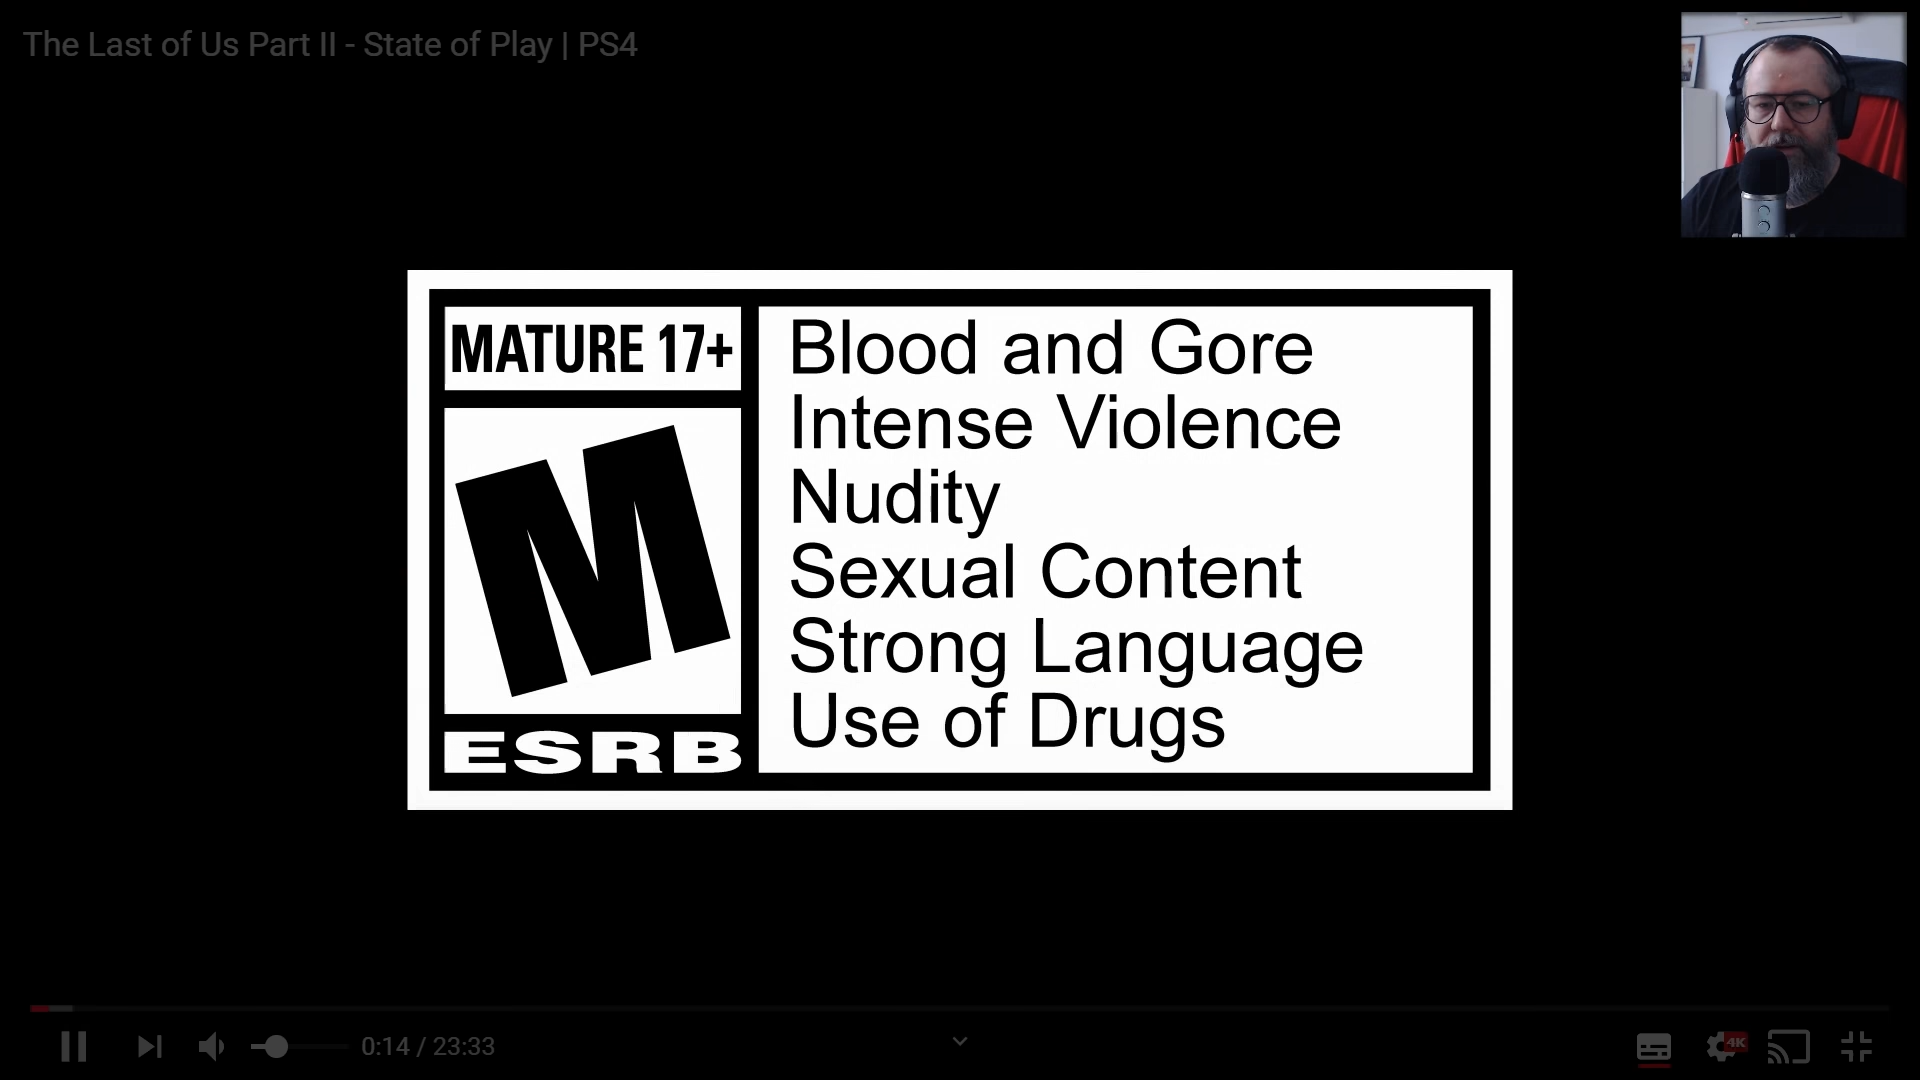 The Last of Us Part II - State of Play | PS4
MATURE 17+
M
ESRB
Blood and Gore
Intense Violence
Nudity
Sexual Content
Strong Language
Use of Drugs
0:14 / 23:33
4K